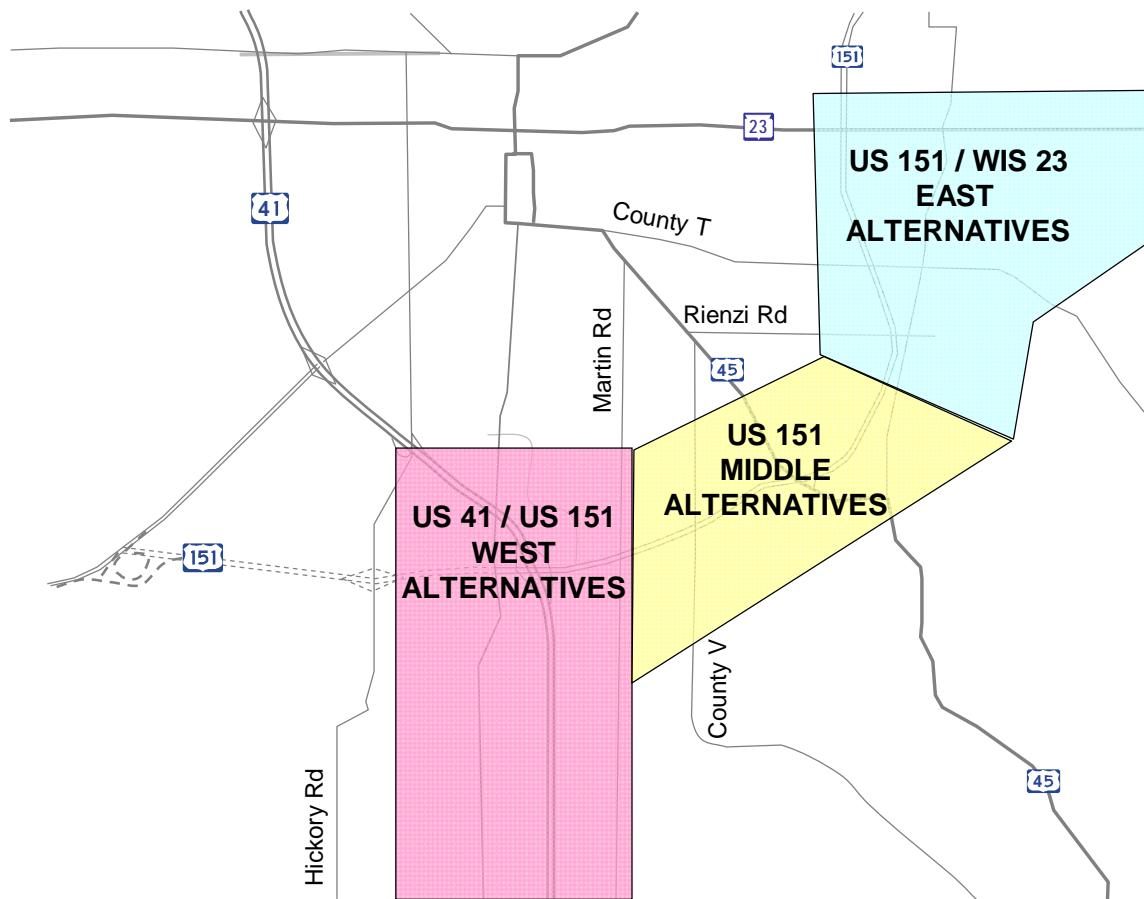 151
23
US 151 / WIS 23
EAST
ALTERNATIVES
41
County T
Rienzi Rd
Martin Rd
45
US 151
MIDDLE
ALTERNATIVES
US 41 / US 151
WEST
ALTERNATIVES
151
County V
Hickory Rd
45